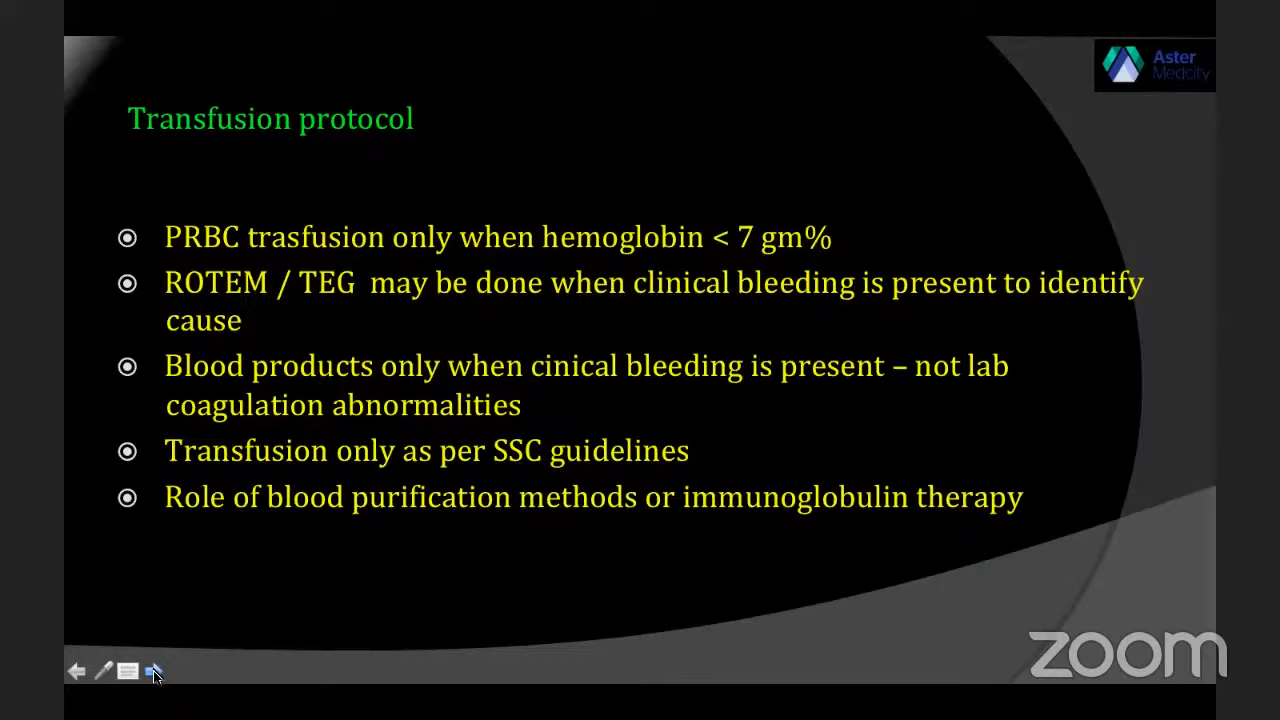 Aster
Medcity
Transfusion protocol
PRBC trasfusion only when hemoglobin < 7 gm%
ROTEM / TEG may be done when clinical bleeding is present to identify
cause
Blood products only when cinical bleeding is present – not lab
coagulation abnormalities
Transfusion only as per SSC guidelines
Role of blood purification methods or immunoglobulin therapy
zoom